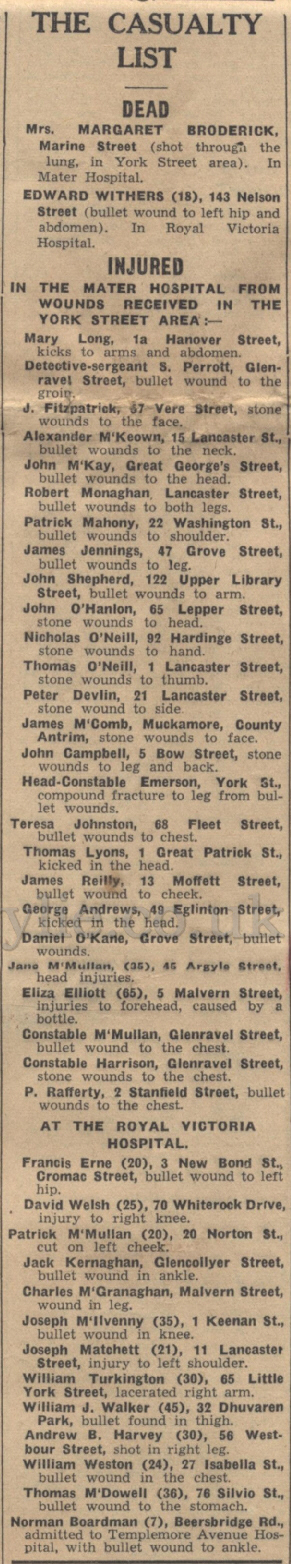 THE CASUALTY
LIST
DEAD
Mrs. MARGARET BRODERICK,
Marine Street (shot through the
lung, in York Street area). In
Mater Hospital.
EDWARD WITHERS (18), 143 Nelson
Street (bullet wound to left hip and
abdomen). In Royal Victoria
Hospital.
INJURED
IN THE MATER HOSPITAL FROM
WOUNDS RECEIVED IN THE
YORK STREET AREA:—
Mary Long, 1a Hanover Street,
kicks to arms and abdomen.
Detective-sergeant S. Perrott, Glen-
ravel Street, bullet wound to the
groin.
J. Fitzpatrick, 57 Vere Street, stone
wounds to the face.
Alexander M'Keown, 15 Lancaster St.,
bullet wounds to the neck.
John M'Kay, Great George's Street,
bullet wounds to the head.
Robert Monaghan, Lancaster Street,
bullet wounds to both legs.
Patrick Mahony, 22 Washington St.,
bullet wounds to shoulder.
James Jennings, 47 Grove Street,
bullet wounds to leg.
John Shepherd, 122 Upper Library
Street, bullet wounds to arm.
John O'Hanlon, 65 Lepper Street,
stone wounds to head.
Nicholas O'Neill, 92 Hardinge Street,
stone wounds to hand.
Thomas O'Neill, 1 Lancaster Street,
stone wounds to thumb.
Peter Devlin, 21 Lancaster Street,
stone wound to side
James M'Comb, Muckamore, County
Antrim, stone wounds to face.
John Campbell, 5 Bow Street, stone
wounds to leg and back.
Head-Constable Emerson, York St.,
compound fracture to leg from bul-
let wounds.
Teresa Johnston, 68 Fleet Street,
bullet wounds to chest.
Thomas Lyons, 1 Great Patrick St.,
kicked in the head.
James Reilly, 13 Moffett Street,
bullet wound to cheek.
George Andrews, 49 Eglinton Street,
kicked in the head.
Daniel O'Kane, Grove Street, bullet
wounds.
Jane M'Mullan, (35), 45 Argyle Street,
head injuries.
Eliza Elliott (65), 5 Malvern Street,
injuries to forehead, caused by a
bottle.
Constable M'Mullan, Glenravel Street,
bullet wound to the chest.
Constable Harrison, Glenravel Street,
stone wounds to the chest.
P. Rafferty, 2 Stanfield Street, bullet
wounds to the chest.
AT THE ROYAL VICTORIA
HOSPITAL.
Francis Erne (20), 3 New Bond St.,
Cromac Street, bullet wound to left
hip.
David Welsh (25), 70 Whiterock Drive,
injury to right knee.
Patrick M'Mullan (20), 20 Norton St.,
cut on left cheek.
Jack Kernaghan, Glencollyer Street,
bullet wound in ankle.
Charles M'Granaghan, Malvern Street,
wound in leg.
Joseph M'Ilvenny (35), 1 Keenan St.,
bullet wound in knee.
Joseph Matchett (21), 11 Lancaster
Street, injury to left shoulder.
William Turkington (30), 65 Little
York Street, lacerated right arm.
William J. Walker (45), 32 Dhuvaren
Park, bullet found in thigh.
Andrew B. Harvey (30), 56 West-
bour Street, shot in right leg.
William Weston (24), 27 Isabella St.,
bullet wound in the chest.
Thomas M'Dowell (36), 76 Silvio St.,
bullet wound to the stomach.
Norman Boardman (7), Beersbridge Rd.,
admitted to Templemore Avenue Hos-
pital, with bullet wound to ankle.